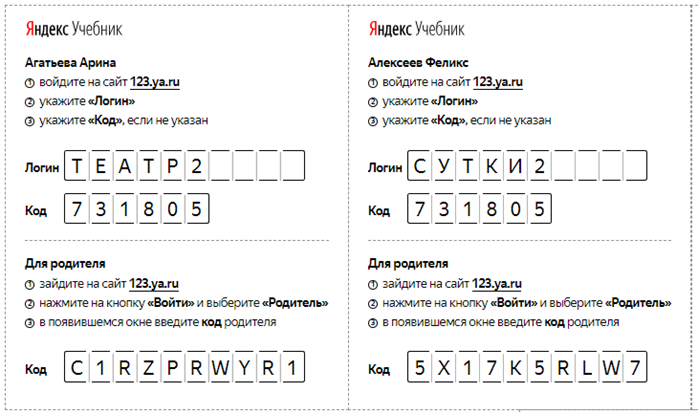 Яндекс Учебник
Агатьева Арина
1 войдите на сайт 123.ya.ru
2 укажите «Логин»
3 укажите «Код», если не указан
Логин ТЕАТР2
Код 731805
Для родителя
1 зайдите на сайт 123.ya.ru
2 нажмите на кнопку «Войти» и выберите «Родитель»
3 в появившемся окне введите код родителя
Код C1RZPRWYR1
Яндекс Учебник
Алексеев Феликс
1 войдите на сайт 123.ya.ru
2 укажите «Логин»
3 укажите «Код», если не указан
Логин СУТКИ2
Код 731805
Для родителя
1 зайдите на сайт 123.ya.ru
2 нажмите на кнопку «Войти» и выберите «Родитель»
3 в появившемся окне введите код родителя
Код 5X17K5RLW7